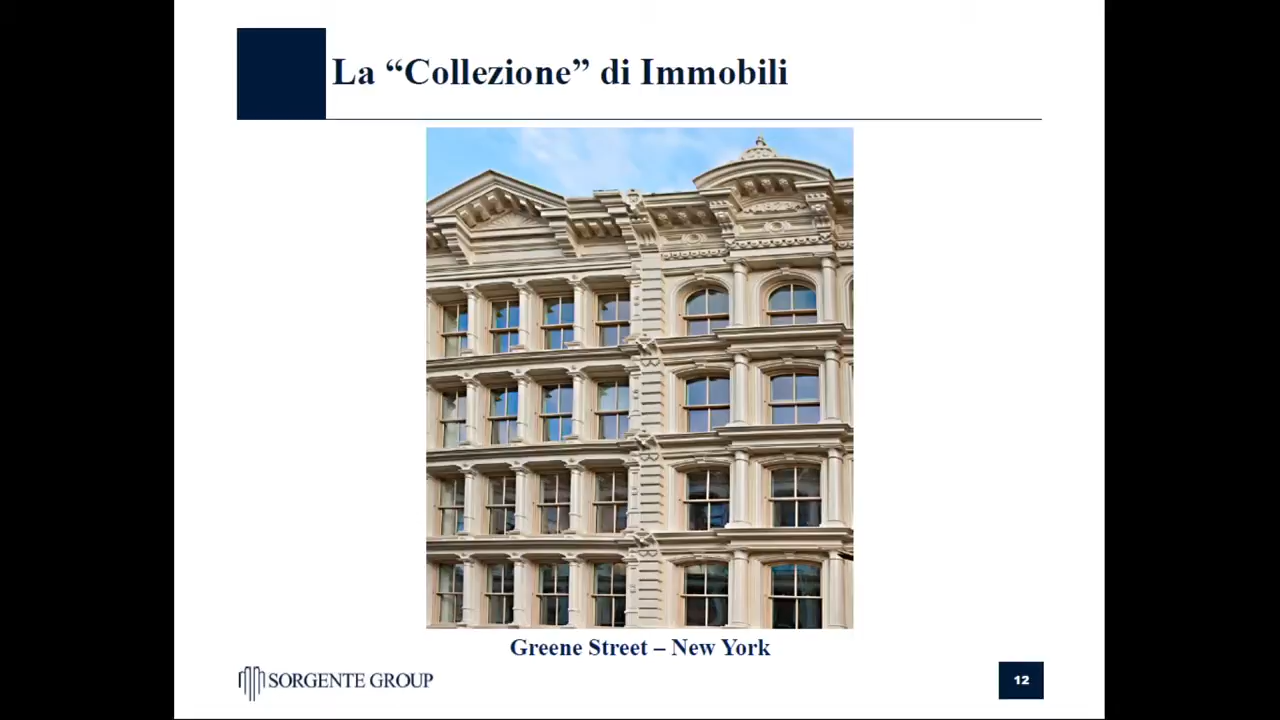 La “Collezione” di Immobili
Greene Street – New York
SORGENTE GROUP
12